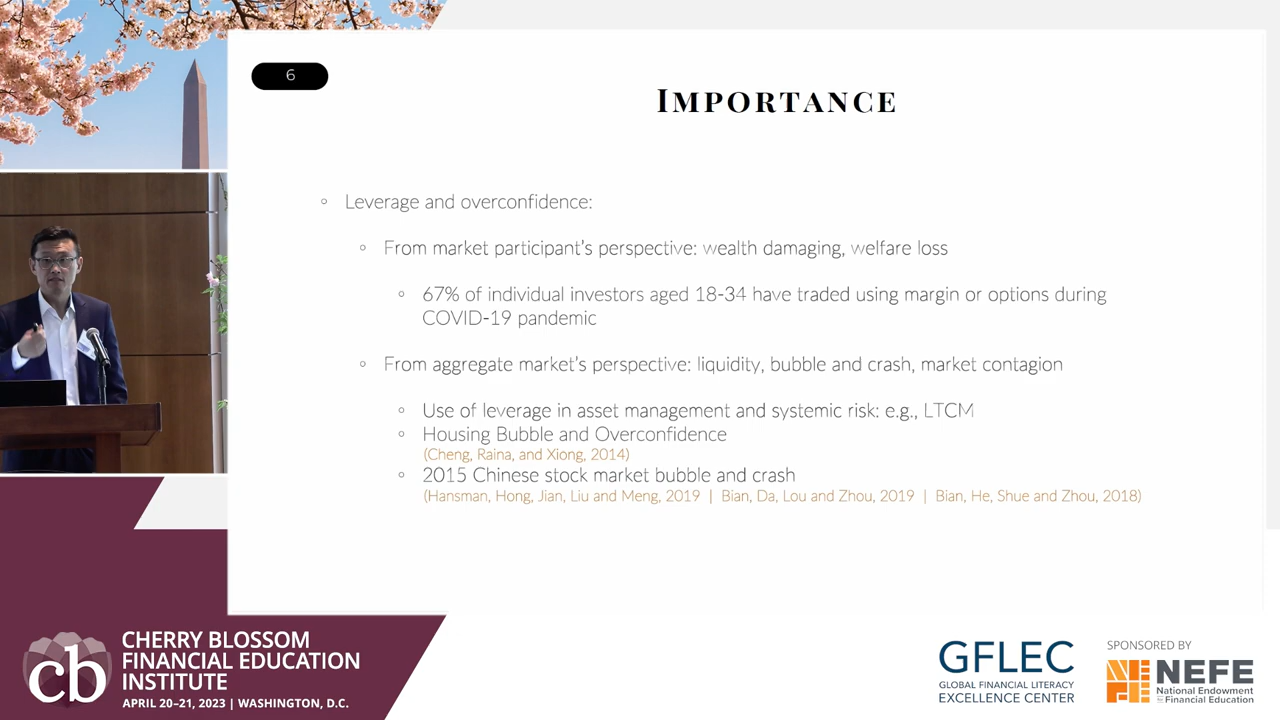 6
IMPORTANCE
Leverage and overconfidence:
From market participant's perspective: wealth damaging, welfare loss
67% of individual investors aged 18-34 have traded using margin or options during
COVID-19 pandemic
From aggregate market's perspective: liquidity, bubble and crash, market contagion
Use of leverage in asset management and systemic risk: e.g., LTCM
Housing Bubble and Overconfidence
(Cheng, Raina, and Xiong, 2014)
2015 Chinese stock market bubble and crash
(Hansman, Hong, Jian, Liu and Meng, 2019 | Bian, Da, Lou and Zhou, 2019 | Bian, He, Shue and Zhou, 2018)
cb
CHERRY BLOSSOM
FINANCIAL EDUCATION
INSTITUTE
APRIL 20–21, 2023 | WASHINGTON, D.C.
GFLEC
GLOBAL FINANCIAL LITERACY
EXCELLENCE CENTER
SPONSORED BY
NEFE
National Endowment
for Financial Education